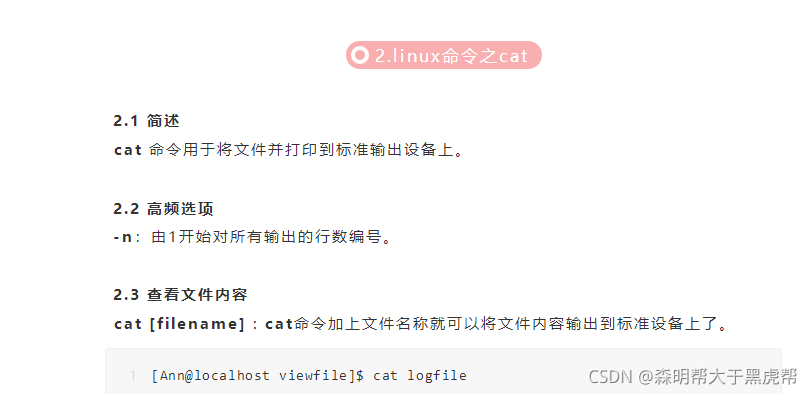 2.linux命令之cat
2.1 简述
cat 命令用于将文件并打印到标准输出设备上。
2.2 高频选项
-n：由1开始对所有输出的行数编号。
2.3 查看文件内容
cat [filename]：cat命令加上文件名称就可以将文件内容输出到标准设备上了。
1 [Ann@localhost viewfile]$ cat logfile
CSDN @森明帮大于黑虎帮